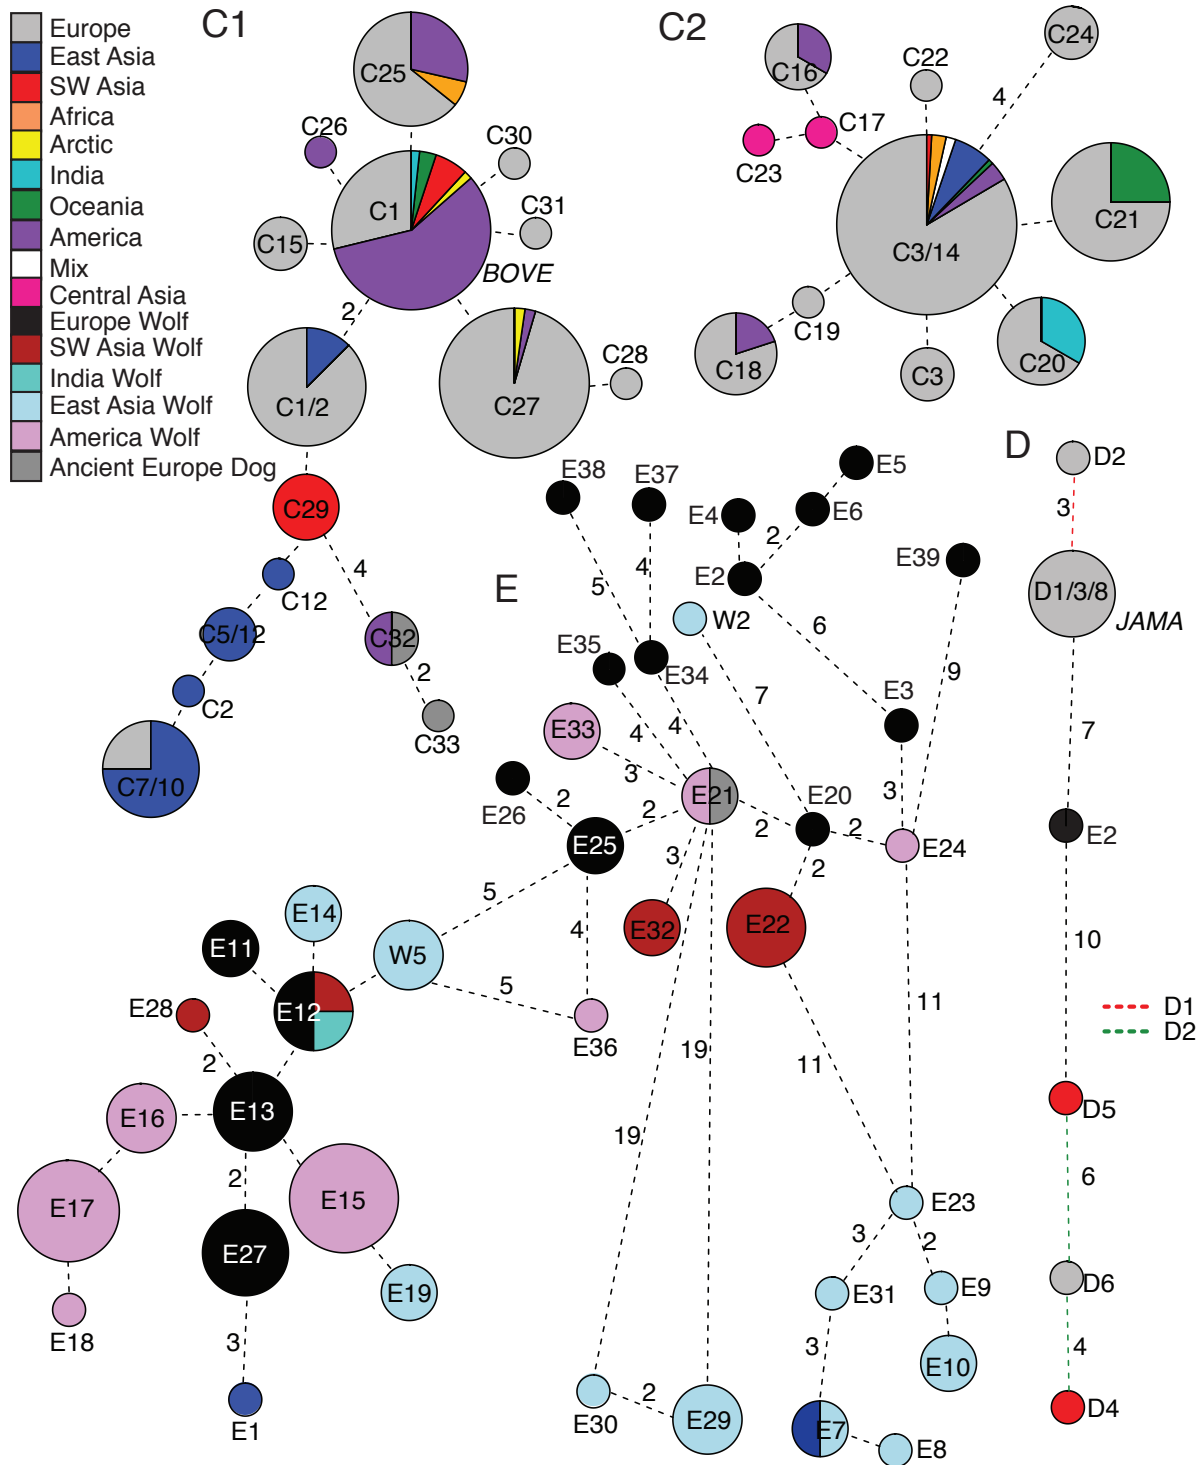 Europe
East Asia
SW Asia
Africa
Arctic
India
Oceania
America
Mix
Central Asia
Europe Wolf
SW Asia Wolf
India Wolf
East Asia Wolf
America Wolf
Ancient Europe Dog
C1
C25
C26
C30
C1
C31
C15
BOVE
2
C28
C1/2
C27
C29
4
C12
C5/12
C32
2
C2
C33
C7/10
C2
C24
C16
C22
4
C17
C23
C21
C3/14
C19
C20
C18
C3
E
E38
E37
E5
E4
E6
2
E39
4
5
E2
W2
6
E35
E34
9
7
E3
E33
4
4
3
3
E21
E20
E26
2
2
2
2
E24
E25
3
2
5
E14
E32
E22
4
E11
W5
E12
5
E28
E36
11
2
19
11
E13
E16
19
2
E17
E15
E23
3
2
E27
E19
E31
E9
E18
3
3
E10
E30
2
E29
E1
E7
E8
D
D2
3
D1/3/8
JAMA
7
E2
10
D1
D2
D5
6
D6
4
D4